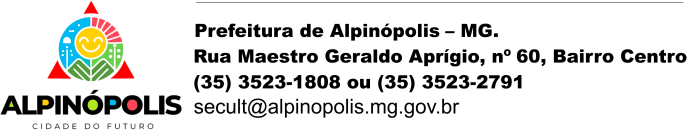 Prefeitura de Alpinópolis – MG.
Rua Maestro Geraldo Aprígio, nº 60, Bairro Centro
(35) 3523-1808 ou (35) 3523-2791
secult@alpinopolis.mg.gov.br
ALPINÓPOLIS
CIDADE DO FUTURO